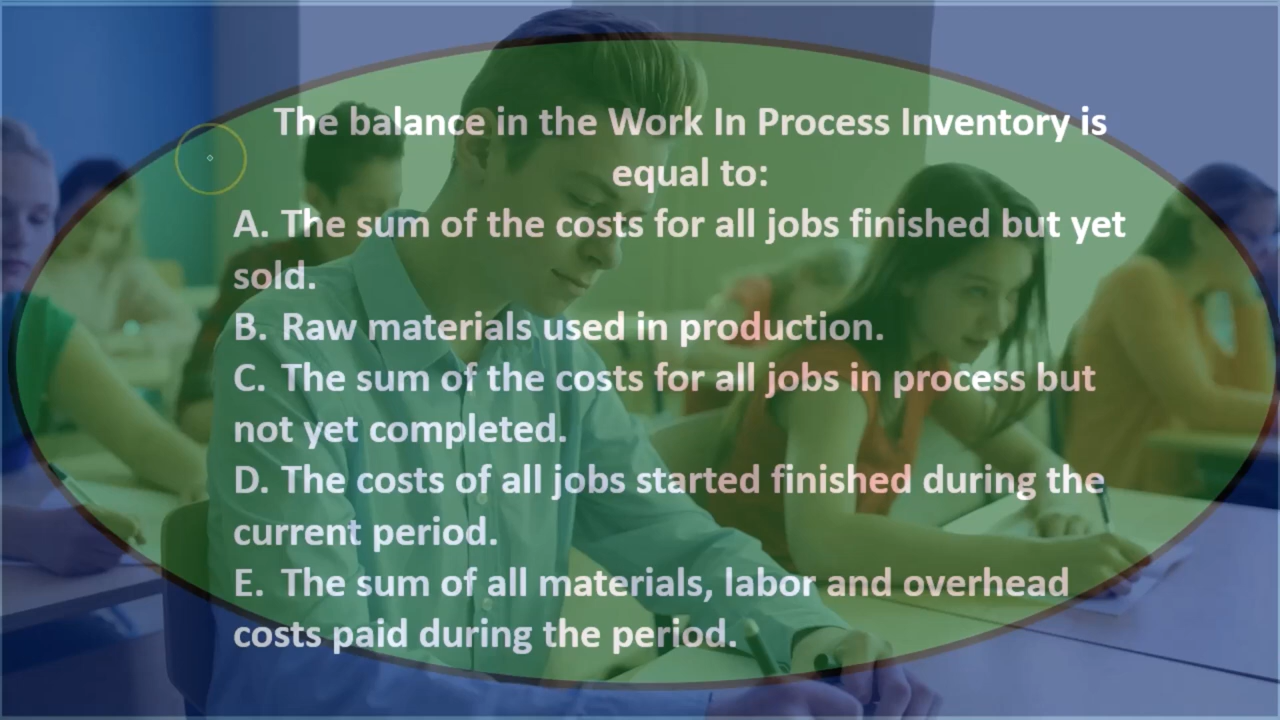 The balance in the Work In Process Inventory is
equal to:
A. The sum of the costs for all jobs finished but yet
sold.
B. Raw materials used in production.
C. The sum of the costs for all jobs in process but
not yet completed.
D. The costs of all jobs started finished during the
current period.
E. The sum of all materials, labor and overhead
costs paid during the period.